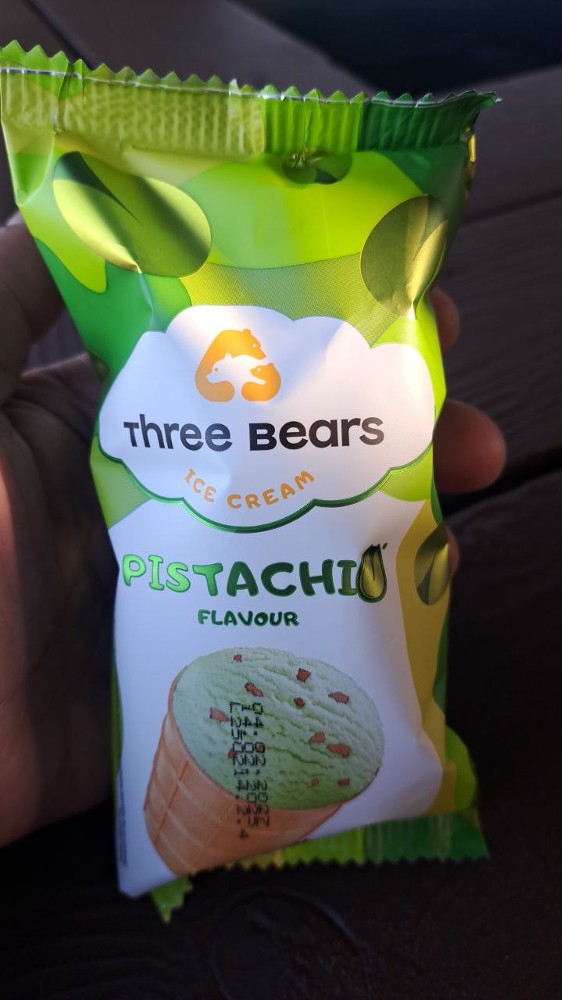 Three Bears
ICE CREAM
PISTACHIO
FLAVOUR